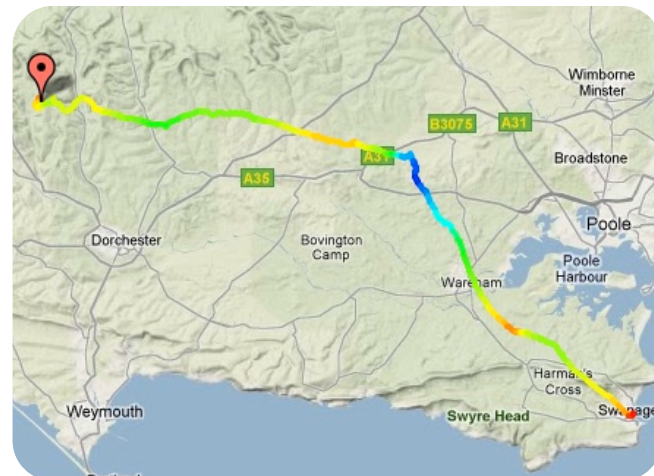 Wimborne
Minster
B3075
A31
A31
Broadstone
A35
Poole
Dorchester
Bovington
Camp
Poole
Harbour
Wareham
Harman's
Cross
Weymouth
Swyre Head
Swanage